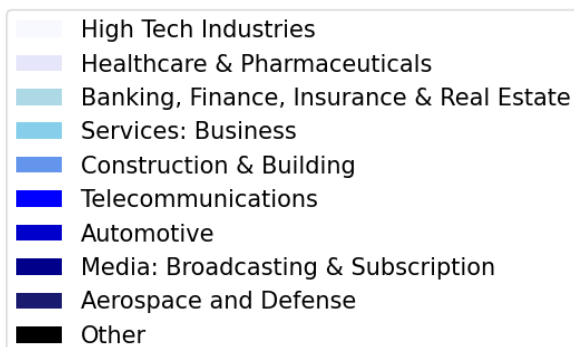 High Tech Industries
Healthcare & Pharmaceuticals
Banking, Finance, Insurance & Real Estate
Services: Business
Construction & Building
Telecommunications
Automotive
Media: Broadcasting & Subscription
Aerospace and Defense
Other